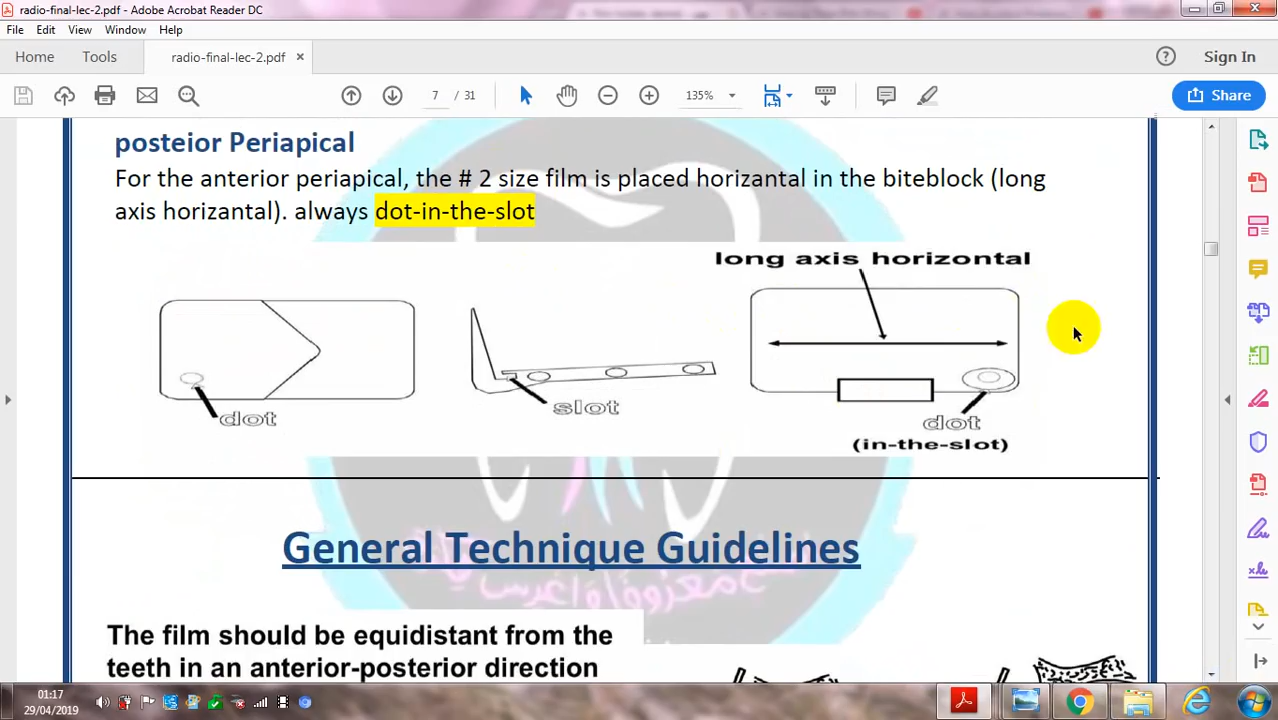 radio-final-lec-2.pdf - Adobe Acrobat Reader DC
File Edit View Window Help
Home Tools radio-final-lec-2.pdf × Sign In
7 / 31 135% Share
posteior Periapical
For the anterior periapical, the # 2 size film is placed horizantal in the biteblock (long
axis horizantal). always dot-in-the-slot
long axis horizontal
dot slot dot
(in-the-slot)
General Technique Guidelines
The film should be equidistant from the
teeth in an anterior-posterior direction
01:17
29/04/2019